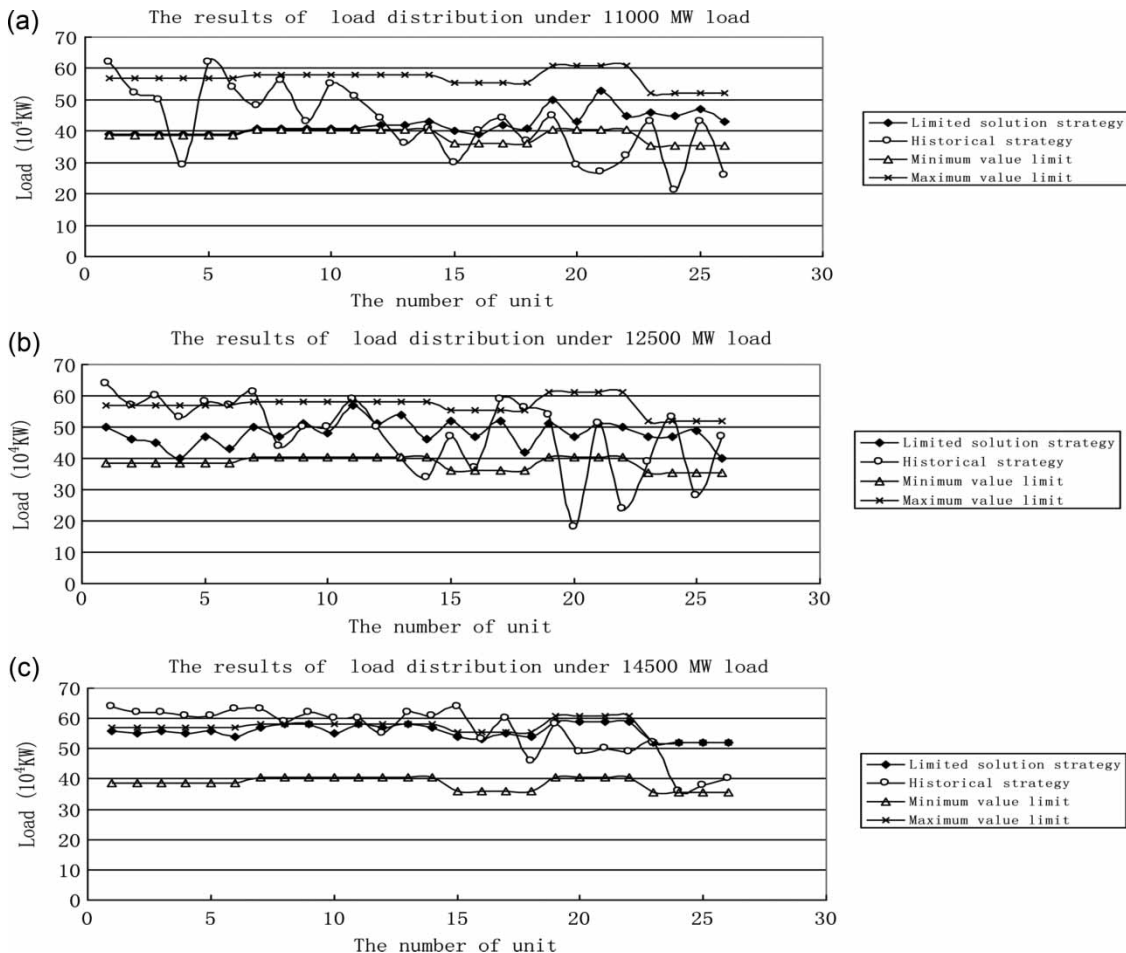 (a)
The results of load distribution under 11000 MW load
70
60
50
40
30
20
10
0
Load (10⁴KW)
0 5 10 15 20 25 30
The number of unit
Limited solution strategy
Historical strategy
Minimum value limit
Maximum value limit
(b)
The results of load distribution under 12500 MW load
70
60
50
40
30
20
10
0
Load (10⁴KW)
0 5 10 15 20 25 30
The number of unit
Limited solution strategy
Historical strategy
Minimum value limit
Maximum value limit
(c)
The results of load distribution under 14500 MW load
70
60
50
40
30
20
10
0
Load (10⁴KW)
0 5 10 15 20 25 30
The number of unit
Limited solution strategy
Historical strategy
Minimum value limit
Maximum value limit